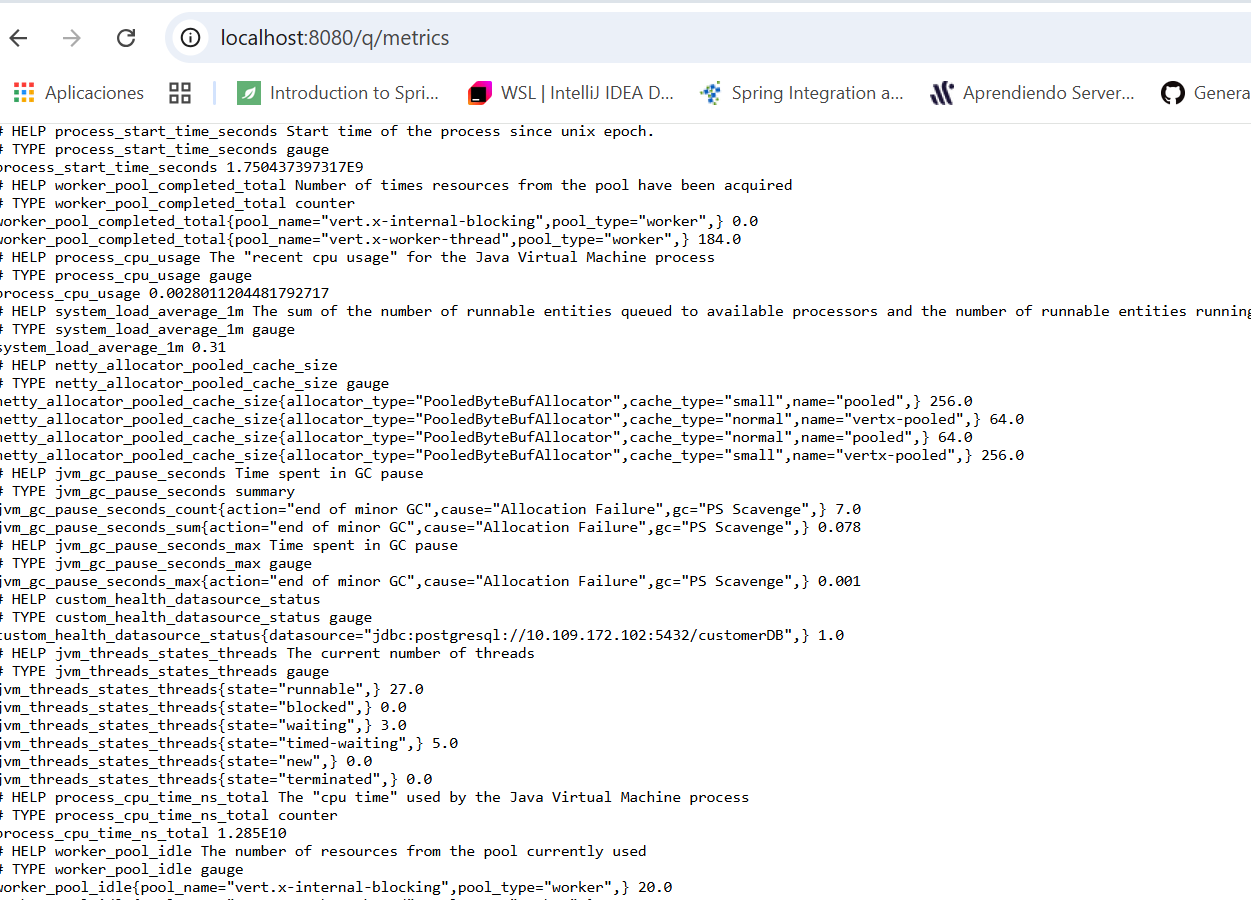 localhost:8080/q/metrics
Aplicaciones Introduction to Spri... WSL | IntelliJ IDEA D... Spring Integration a... Aprendiendo Server... Genera
# HELP process_start_time_seconds Start time of the process since unix epoch.
# TYPE process_start_time_seconds gauge
process_start_time_seconds 1.750437397317E9
# HELP worker_pool_completed_total Number of times resources from the pool have been acquired
# TYPE worker_pool_completed_total counter
worker_pool_completed_total{pool_name="vert.x-internal-blocking",pool_type="worker",} 0.0
worker_pool_completed_total{pool_name="vert.x-worker-thread",pool_type="worker",} 184.0
# HELP process_cpu_usage The "recent cpu usage" for the Java Virtual Machine process
# TYPE process_cpu_usage gauge
process_cpu_usage 0.0028011204481792717
# HELP system_load_average_1m The sum of the number of runnable entities queued to available processors and the number of runnable entities running
# TYPE system_load_average_1m gauge
system_load_average_1m 0.31
# HELP netty_allocator_pooled_cache_size
# TYPE netty_allocator_pooled_cache_size gauge
netty_allocator_pooled_cache_size{allocator_type="PooledByteBufAllocator",cache_type="small",name="pooled",} 256.0
netty_allocator_pooled_cache_size{allocator_type="PooledByteBufAllocator",cache_type="normal",name="vertx-pooled",} 64.0
netty_allocator_pooled_cache_size{allocator_type="PooledByteBufAllocator",cache_type="normal",name="pooled",} 64.0
netty_allocator_pooled_cache_size{allocator_type="PooledByteBufAllocator",cache_type="small",name="vertx-pooled",} 256.0
# HELP jvm_gc_pause_seconds Time spent in GC pause
# TYPE jvm_gc_pause_seconds summary
jvm_gc_pause_seconds_count{action="end of minor GC",cause="Allocation Failure",gc="PS Scavenge",} 7.0
jvm_gc_pause_seconds_sum{action="end of minor GC",cause="Allocation Failure",gc="PS Scavenge",} 0.078
# HELP jvm_gc_pause_seconds_max Time spent in GC pause
# TYPE jvm_gc_pause_seconds_max gauge
jvm_gc_pause_seconds_max{action="end of minor GC",cause="Allocation Failure",gc="PS Scavenge",} 0.001
# HELP custom_health_datasource_status
# TYPE custom_health_datasource_status gauge
custom_health_datasource_status{datasource="jdbc:postgresql://10.109.172.102:5432/customerDB",} 1.0
# HELP jvm_threads_states_threads The current number of threads
# TYPE jvm_threads_states_threads gauge
jvm_threads_states_threads{state="runnable",} 27.0
jvm_threads_states_threads{state="blocked",} 0.0
jvm_threads_states_threads{state="waiting",} 3.0
jvm_threads_states_threads{state="timed-waiting",} 5.0
jvm_threads_states_threads{state="new",} 0.0
jvm_threads_states_threads{state="terminated",} 0.0
# HELP process_cpu_time_ns_total The "cpu time" used by the Java Virtual Machine process
# TYPE process_cpu_time_ns_total counter
process_cpu_time_ns_total 1.285E10
# HELP worker_pool_idle The number of resources from the pool currently used
# TYPE worker_pool_idle gauge
worker_pool_idle{pool_name="vert.x-internal-blocking",pool_type="worker",} 20.0